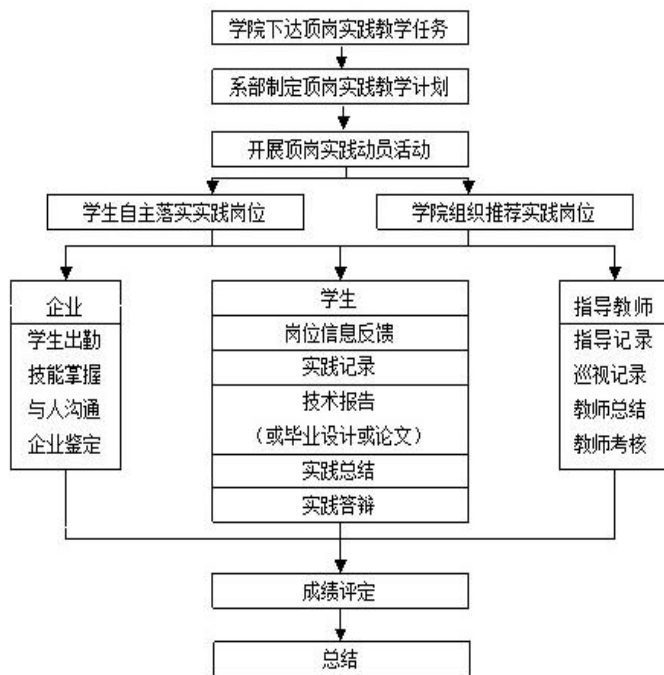 学院下达顶岗实践教学任务
系部制定顶岗实践教学计划
开展顶岗实践动员活动
学生自主落实实践岗位
学院组织推荐实践岗位
企业
学生出勤
技能掌握
与人沟通
企业鉴定
学生
岗位信息反馈
实践记录
技术报告
（或毕业设计或论文）
实践总结
实践答辩
指导教师
指导记录
巡视记录
教师总结
教师考核
成绩评定
总结